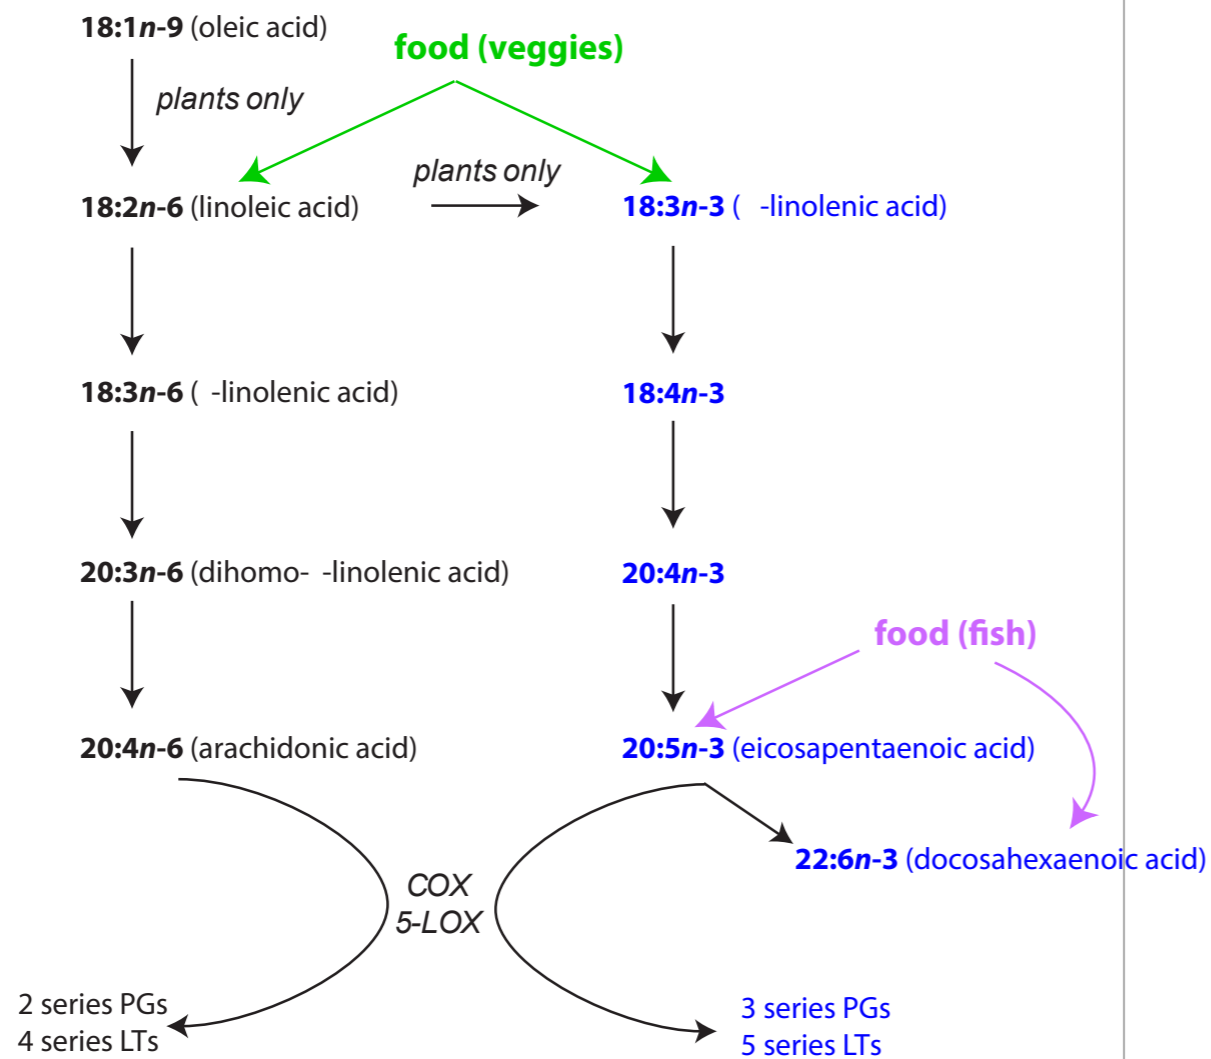 18:1n-9 (oleic acid)
food (veggies)
plants only
plants only
18:2n-6 (linoleic acid)
18:3n-3 ( -linolenic acid)
18:3n-6 ( -linolenic acid)
18:4n-3
20:3n-6 (dihomo- -linolenic acid)
20:4n-3
food (fish)
20:4n-6 (arachidonic acid)
20:5n-3 (eicosapentaenoic acid)
22:6n-3 (docosahexaenoic acid)
COX
5-LOX
2 series PGs
4 series LTs
3 series PGs
5 series LTs